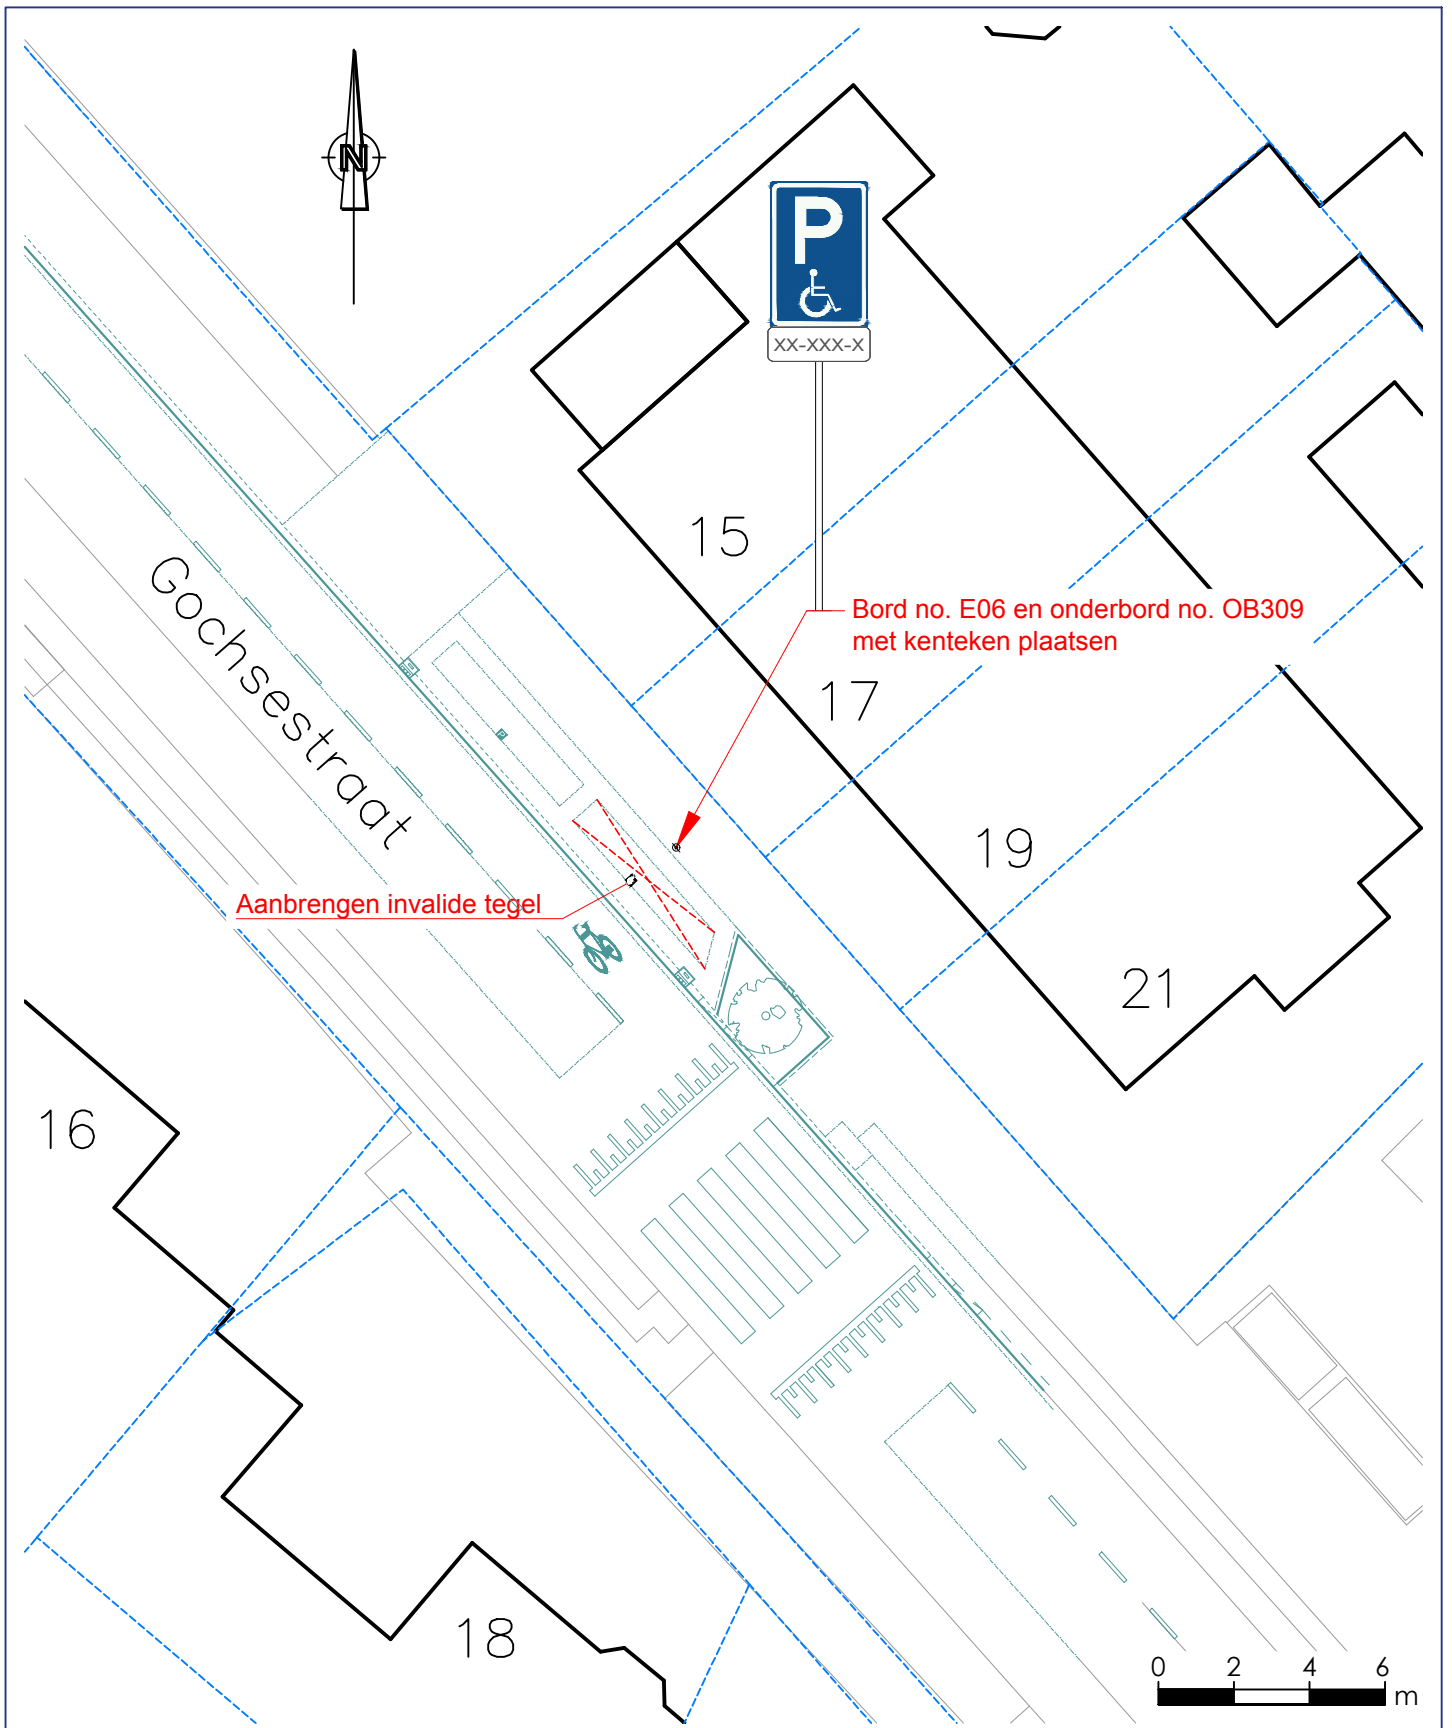 N
P
XX-XXX-X
15
Gochsestraat
Bord no. E06 en onderbord no. OB309
met kenteken plaatsen
17
P
19
Aanbrengen invalide tegel
21
16
18
0 2 4 6
m